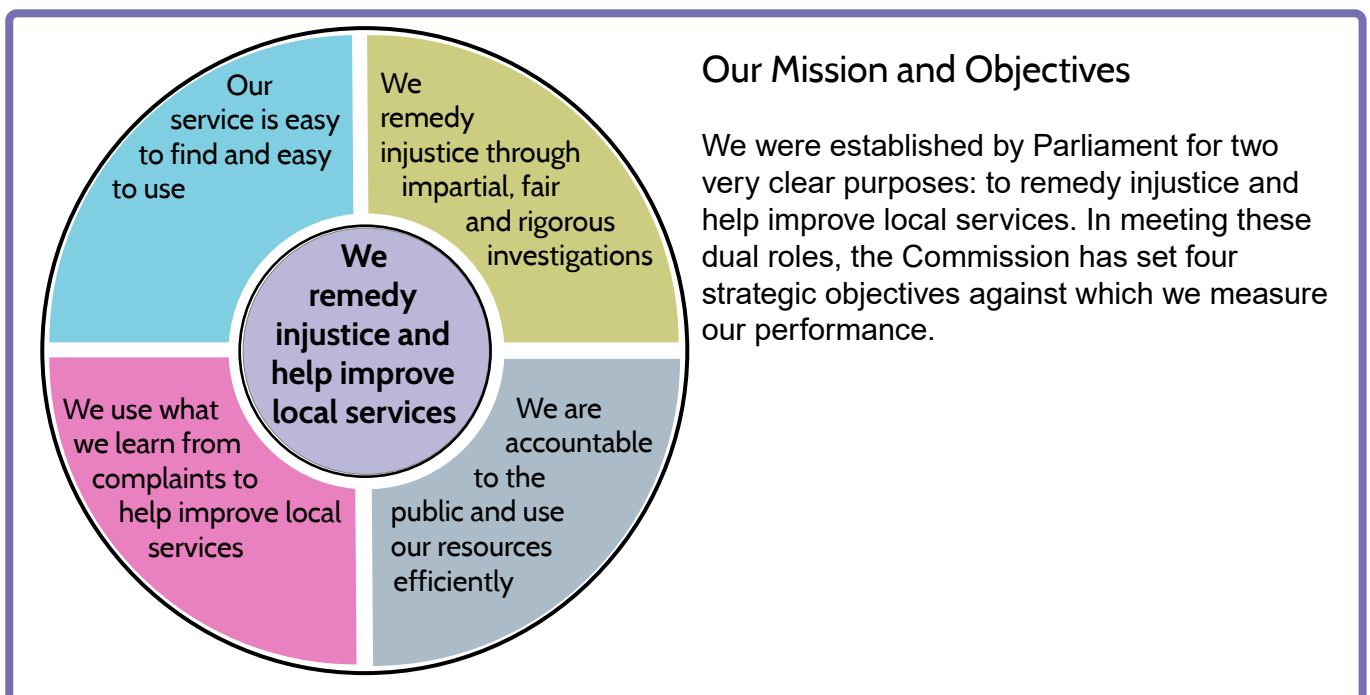 Our
service is easy
to find and easy
to use
We
remedy
injustice through
impartial, fair
and rigorous
investigations
We
remedy
injustice and
help improve
local services
We use what
we learn from
complaints to
help improve local
services
We are
accountable
to the
public and use
our resources
efficiently
Our Mission and Objectives
We were established by Parliament for two
very clear purposes: to remedy injustice and
help improve local services. In meeting these
dual roles, the Commission has set four
strategic objectives against which we measure
our performance.